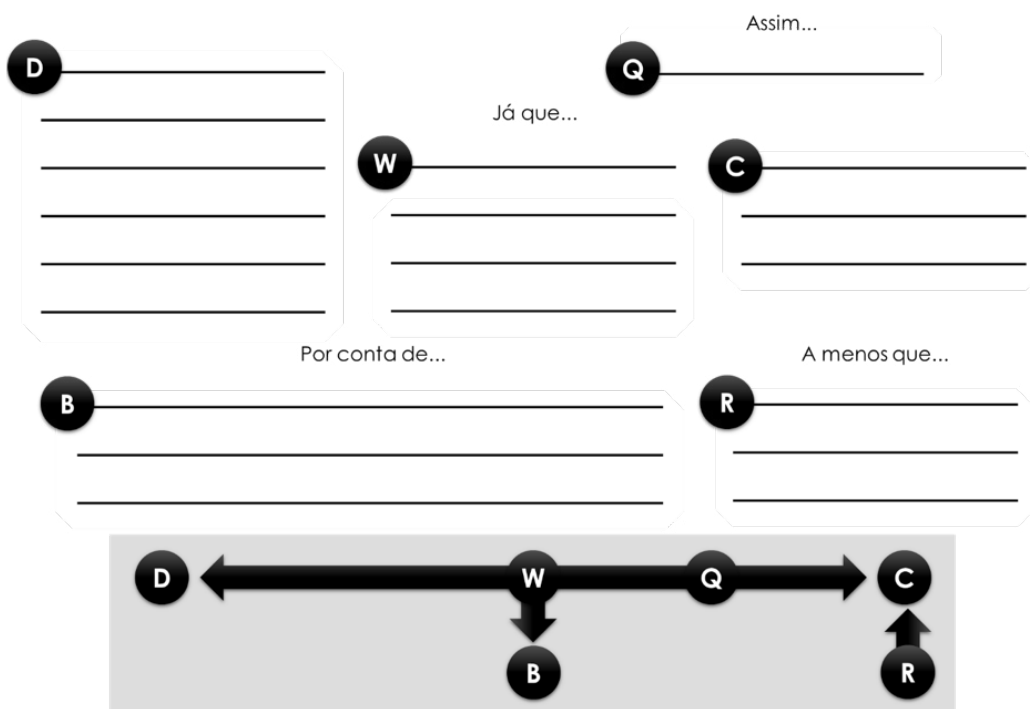 Assim...
D
Q
Já que...
W
C
Por conta de...
A menos que...
B
R
D W Q C
B R